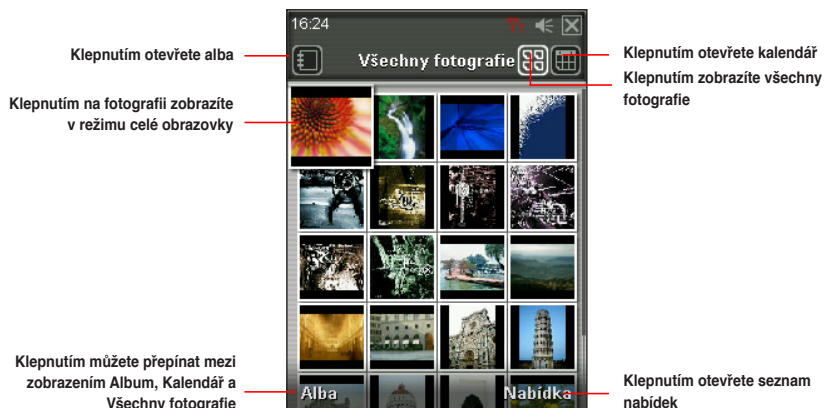 16:24
Klepnutím otevřete alba
Všechny fotografie
Klepnutím otevřete kalendář
Klepnutím zobrazíte všechny
fotografie
Klepnutím na fotografii zobrazíte
v režimu celé obrazovky
Klepnutím můžete přepínat mezi
zobrazením Album, Kalendář a
Všechny fotografie
Alba
Nabídka
Klepnutím otevřete seznam
nabídek